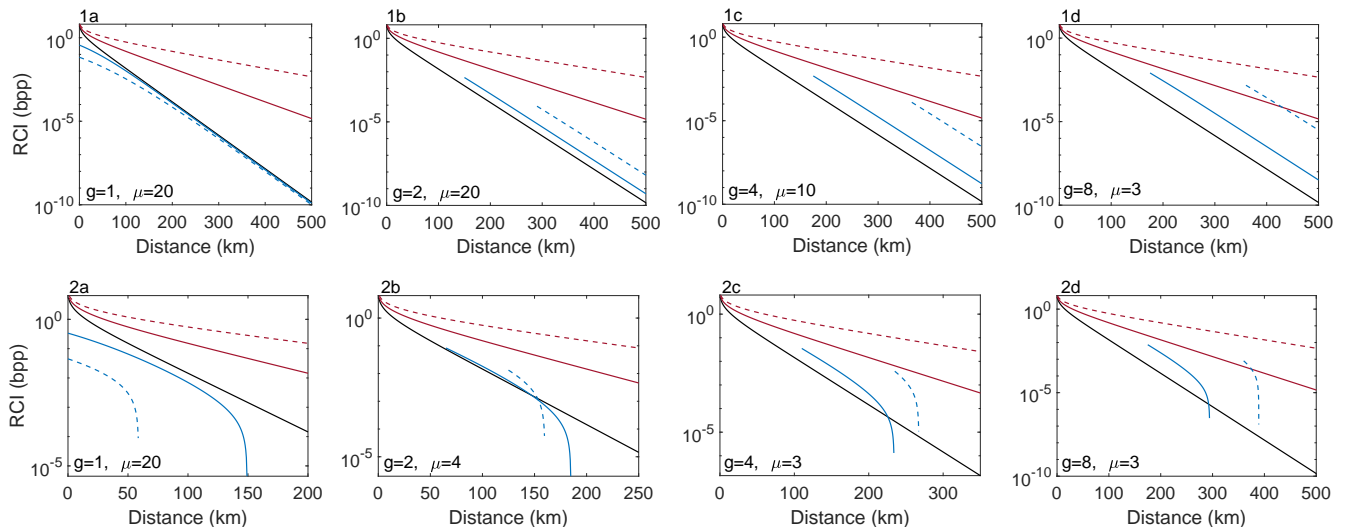 1a
1b
1c
1d
RCI (bpp)
10^0
10^-5
10^-10
g=1, μ=20
0 100 200 300 400 500
Distance (km)
10^0
10^-5
10^-10
g=2, μ=20
0 100 200 300 400 500
Distance (km)
10^0
10^-5
10^-10
g=4, μ=10
0 100 200 300 400 500
Distance (km)
10^0
10^-5
10^-10
g=8, μ=3
0 100 200 300 400 500
Distance (km)
2a
2b
2c
2d
RCI (bpp)
10^0
10^-5
g=1, μ=20
0 50 100 150 200
Distance (km)
10^0
10^-5
g=2, μ=4
0 50 100 150 200 250
Distance (km)
10^0
10^-2
10^-4
10^-6
g=4, μ=3
0 100 200 300
Distance (km)
10^0
10^-5
10^-10
g=8, μ=3
0 100 200 300 400 500
Distance (km)